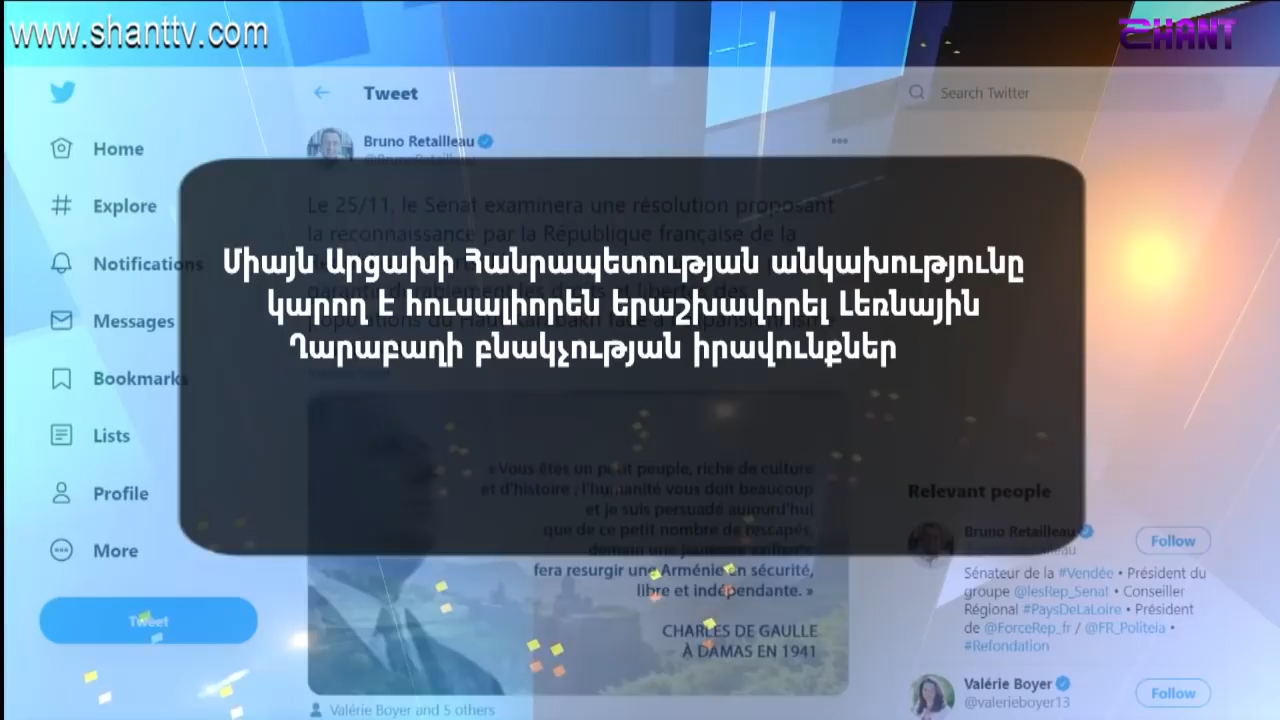 www.shanttv.com
SHANT
Tweet
Search Twitter
Bruno Retailleau
Home
Explore
Notifications
Messages
Bookmarks
Lists
Profile
More
Tweet
Le 25/11, le Sénat examinera une résolution proposant
la reconnaissance par la République française de la
Միայն Արցախի Հանրապետության անկախությունը
կարող է հուսալիորեն երաշխավորել Լեռնային
Ղարաբաղի բնակչության իրավունքներ
« Vous êtes un petit peuple, riche de culture
et d'histoire ; l'humanité vous doit beaucoup
et je suis persuadé aujourd'hui
que de ce petit nombre de rescapés,
demain une
fera resurgir une Arménie en sécurité,
libre et indépendante. »
CHARLES DE GAULLE
À DAMAS EN 1941
Valérie Boyer and 5 others
Relevant people
Bruno Retailleau
Follow
Sénateur de la #Vendée • Président du
groupe @lesRep_Senat • Conseiller
Régional #PaysDeLaLoire • Président
de @ForceRep_fr / @FR_Politeia •
#Refondation
Valérie Boyer
@valerieboyer13
Follow